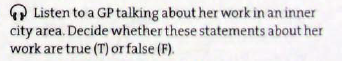 Listen to a GP talking about her work in an inner
city area. Decide whether these statements about her
work are true (T) or false (F).